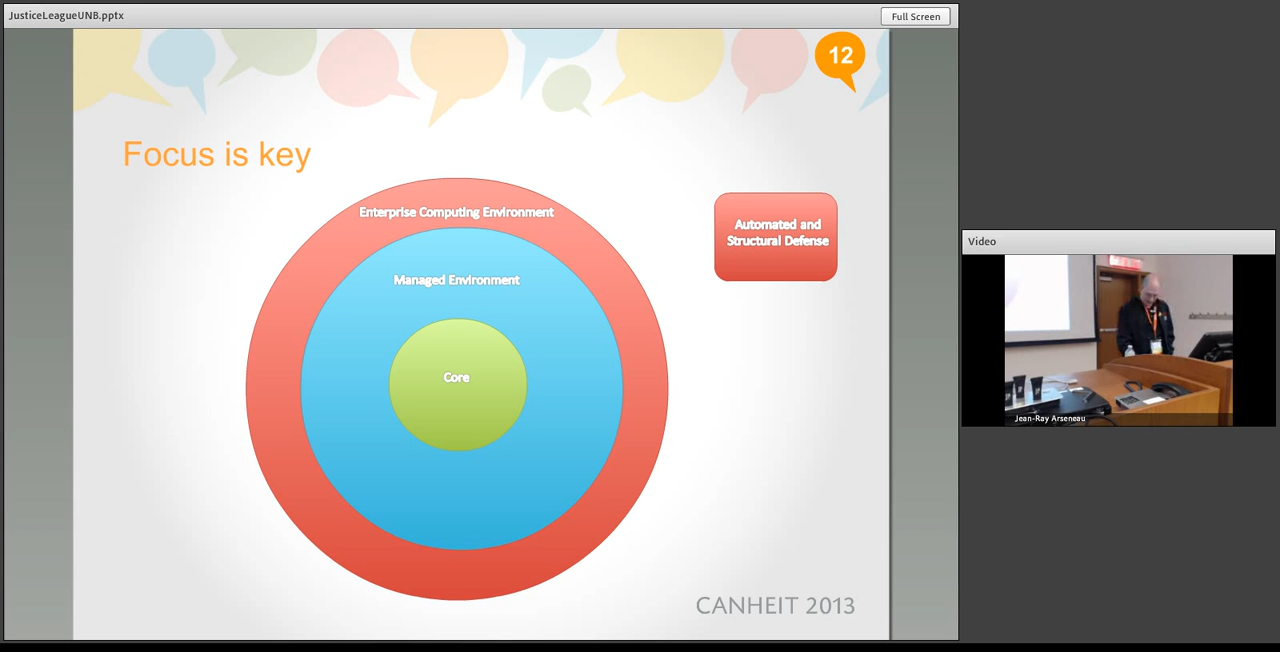 JusticeLeagueUNB.pptx
Full Screen
12
Focus is key
Enterprise Computing Environment
Managed Environment
Core
Automated and
Structural Defense
CANHEIT 2013
Video
Jean-Ray Arseneau